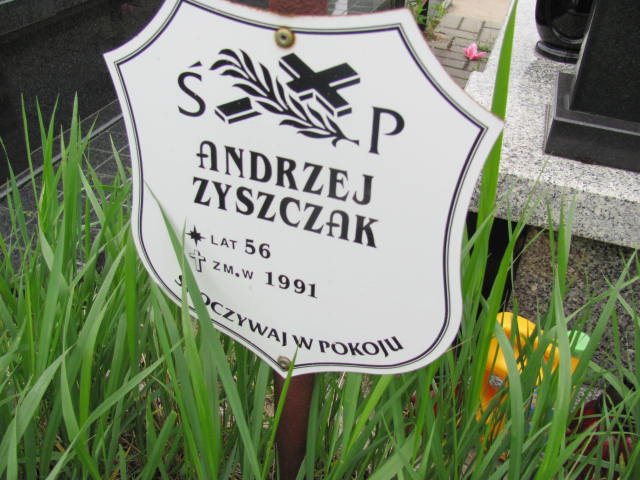 Ś P
ANDRZEJ
ZYSZCZAK
LAT 56
ZM.W 1991
SPOCZYWAJ W POKOJU